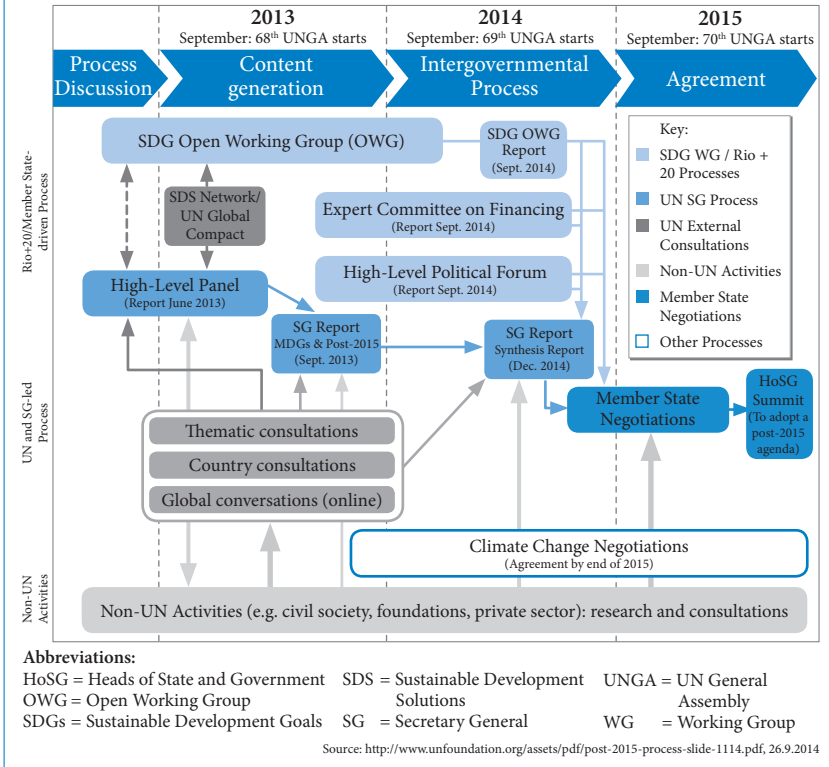 2013
September: 68th UNGA starts
2014
September: 69th UNGA starts
2015
September: 70th UNGA starts
Process
Discussion
Content
generation
Intergovernmental
Process
Agreement
Rio+20/Member State-
driven Process
SDG Open Working Group (OWG)
SDG OWG
Report
(Sept. 2014)
SDS Network/
UN Global
Compact
Expert Committee on Financing
(Report Sept. 2014)
High-Level Political Forum
(Report Sept. 2014)
Key:
SDG WG / Rio +
20 Processes
UN SG Process
UN External
Consultations
Non-UN Activities
Member State
Negotiations
Other Processes
UN and SG-led
Process
High-Level Panel
(Report June 2013)
SG Report
MDGs & Post-2015
(Sept. 2013)
SG Report
Synthesis Report
(Dec. 2014)
Member State
Negotiations
HoSG
Summit
(To adopt a
post-2015
agenda)
Thematic consultations
Country consultations
Global conversations (online)
Climate Change Negotiations
(Agreement by end of 2015)
Non-UN
Activities
Non-UN Activities (e.g. civil society, foundations, private sector): research and consultations
Abbreviations:
HoSG = Heads of State and Government
OWG = Open Working Group
SDGs = Sustainable Development Goals
SDS = Sustainable Development
Solutions
SG = Secretary General
UNGA = UN General
Assembly
WG = Working Group
Source: http://www.unfoundation.org/assets/pdf/post-2015-process-slide-1114.pdf, 26.9.2014